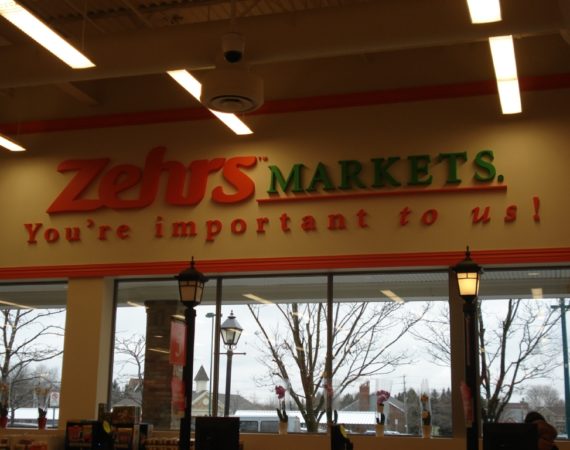 Zehrs™ MARKETS.
You're important to us!